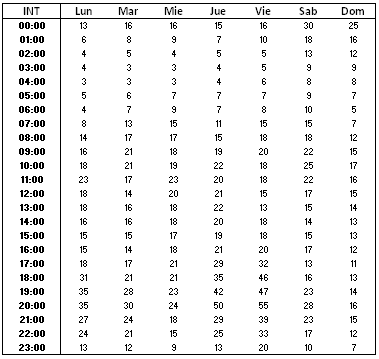 INT Lun Mar Mie Jue Vie Sab Dom
00:00 13 16 16 15 16 30 25
01:00 6 8 9 7 10 18 16
02:00 4 5 4 5 5 13 12
03:00 4 3 3 4 5 9 9
04:00 3 3 3 4 6 8 8
05:00 5 6 7 7 7 9 7
06:00 4 7 9 7 8 10 5
07:00 8 13 15 11 15 15 7
08:00 14 17 17 15 18 18 12
09:00 16 21 18 19 20 22 15
10:00 18 21 19 22 18 25 17
11:00 23 17 23 20 18 22 16
12:00 18 14 20 21 15 17 15
13:00 18 16 18 22 13 15 14
14:00 16 16 18 20 18 14 13
15:00 15 15 17 19 18 15 13
16:00 15 14 18 21 20 17 12
17:00 18 17 21 29 32 13 11
18:00 31 21 21 35 46 16 13
19:00 35 28 23 42 47 23 14
20:00 35 30 24 50 55 28 16
21:00 27 24 18 29 39 23 15
22:00 24 21 15 25 33 17 12
23:00 13 12 9 13 20 10 7